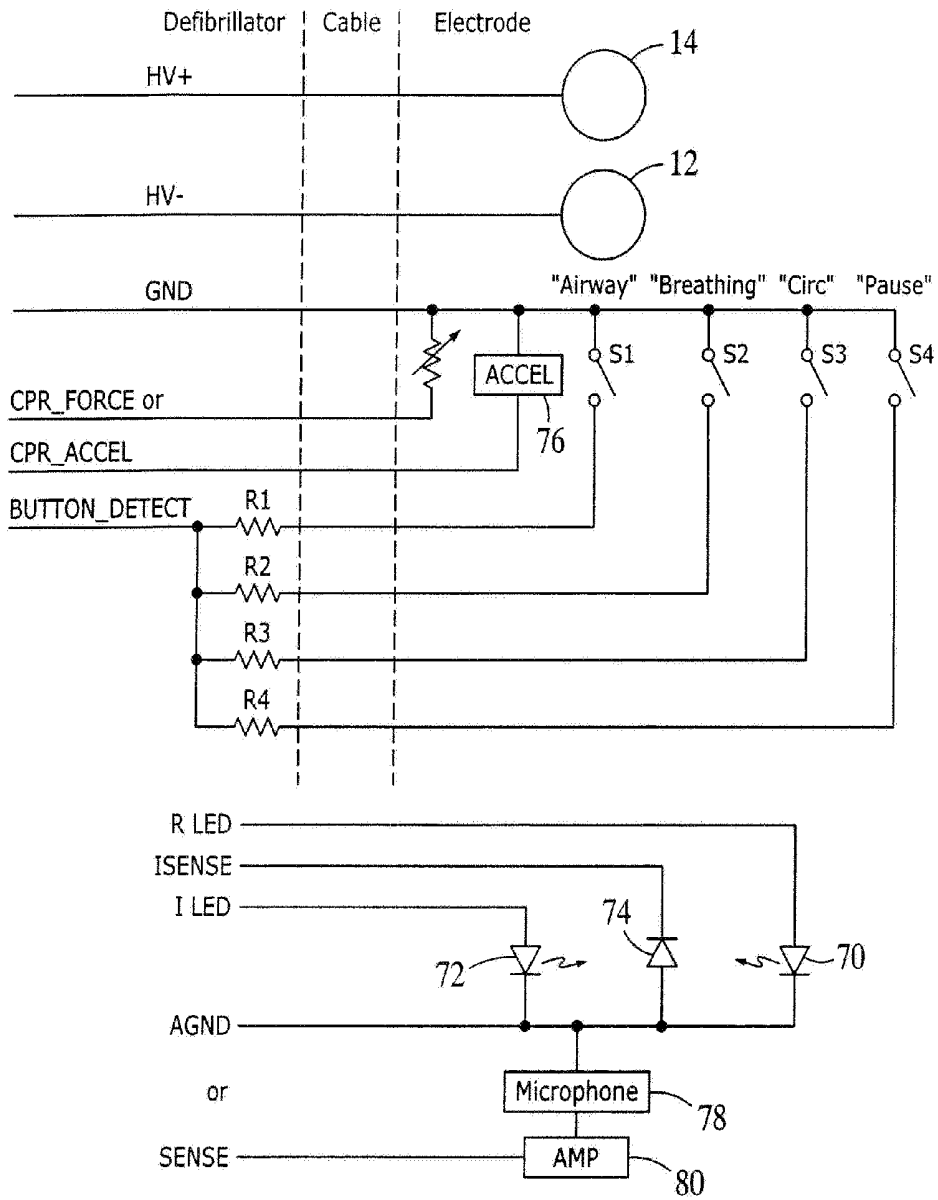 Defibrillator Cable Electrode
HV+
14
HV-
12
GND
"Airway" "Breathing" "Circ" "Pause"
S1 S2 S3 S4
ACCEL
76
CPR_FORCE or
CPR_ACCEL
BUTTON_DETECT
R1
R2
R3
R4
R LED
ISENSE
I LED
72
74
70
AGND
or
Microphone
78
SENSE
AMP
80